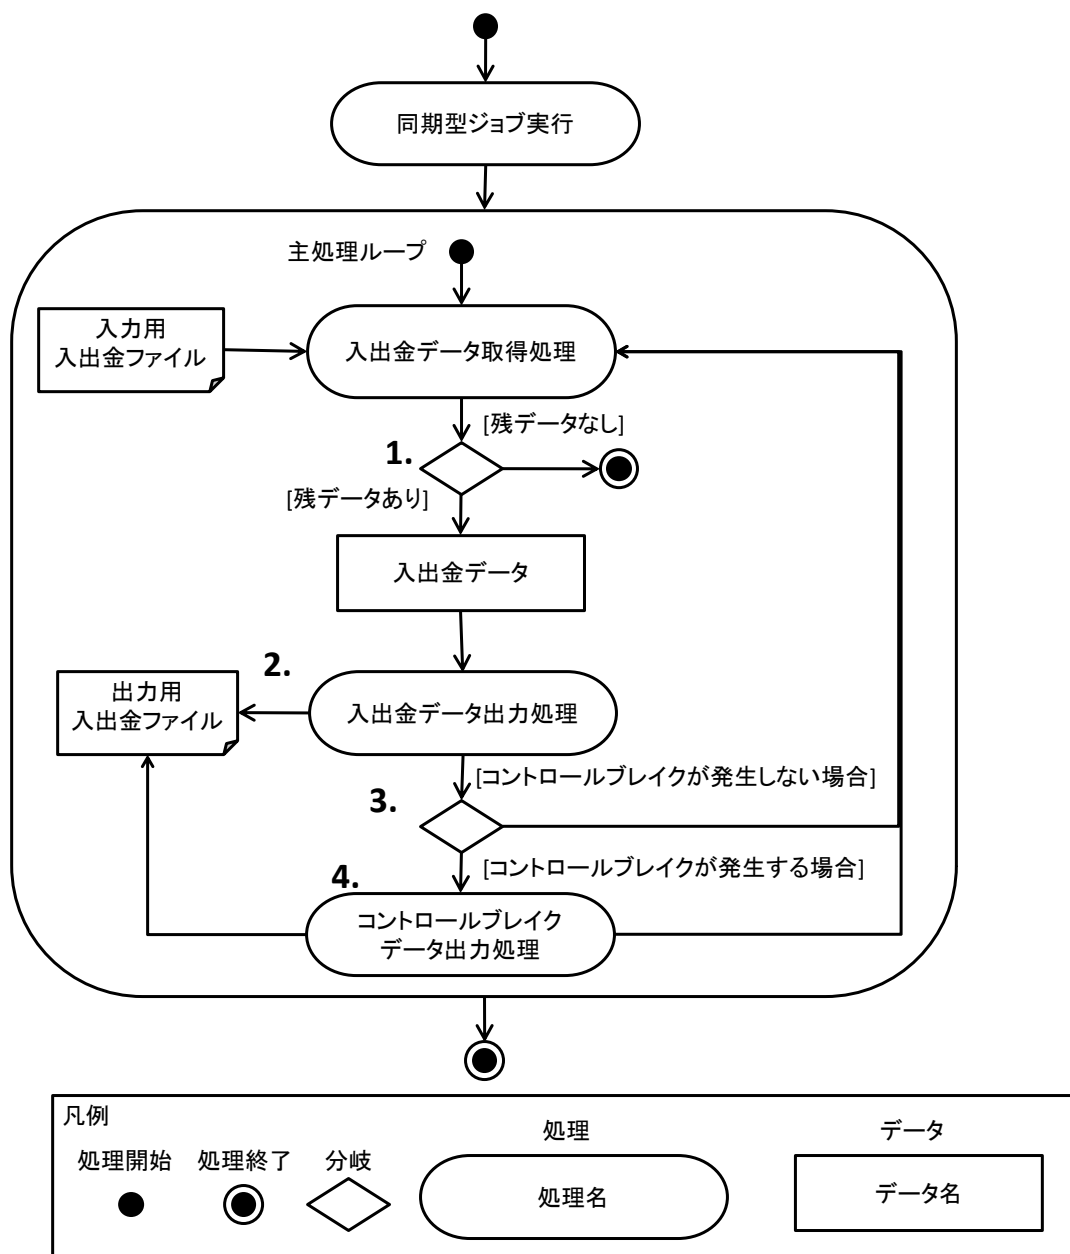 同期型ジョブ実行
主処理ループ
入力用
入出金ファイル
入出金データ取得処理
[残データなし]
1.
[残データあり]
入出金データ
2.
出力用
入出金ファイル
入出金データ出力処理
[コントロールブレイクが発生しない場合]
3.
[コントロールブレイクが発生する場合]
4.
コントロールブレイク
データ出力処理
凡例
処理開始
処理終了
分岐
処理
処理名
データ
データ名